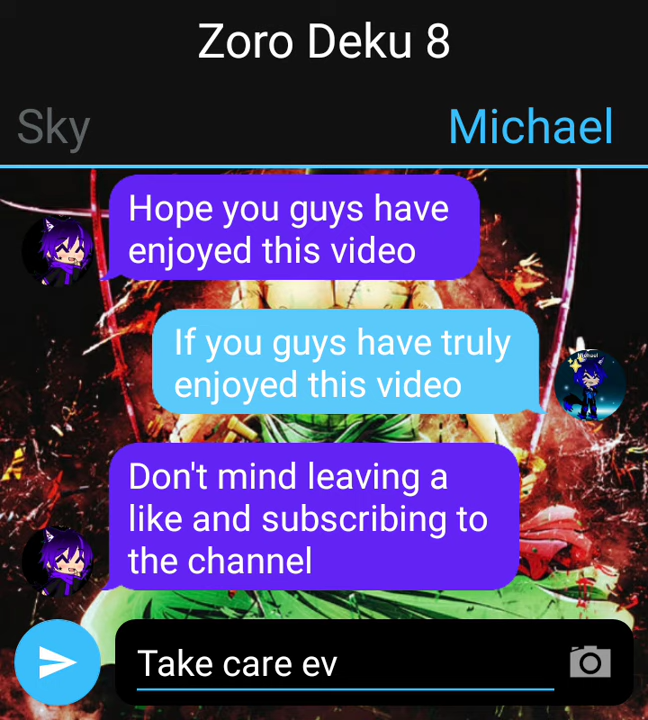 Zoro Deku 8
Sky
Michael
Hope you guys have
enjoyed this video
If you guys have truly
enjoyed this video
Michael
Don't mind leaving a
like and subscribing to
the channel
Take care ev